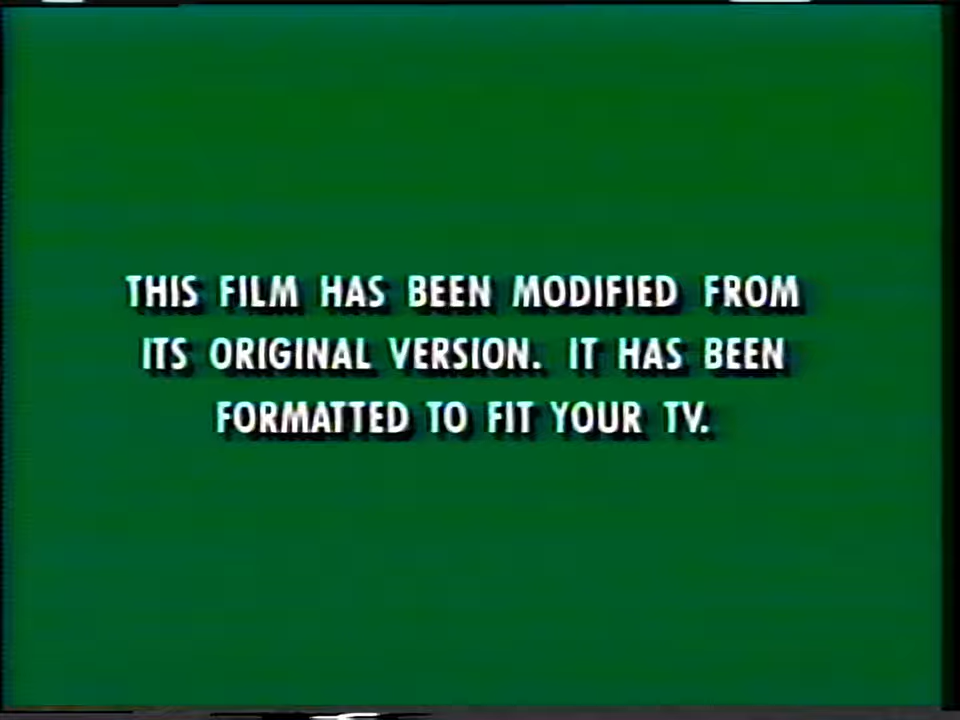 THIS FILM HAS BEEN MODIFIED FROM
ITS ORIGINAL VERSION. IT HAS BEEN
FORMATTED TO FIT YOUR TV.